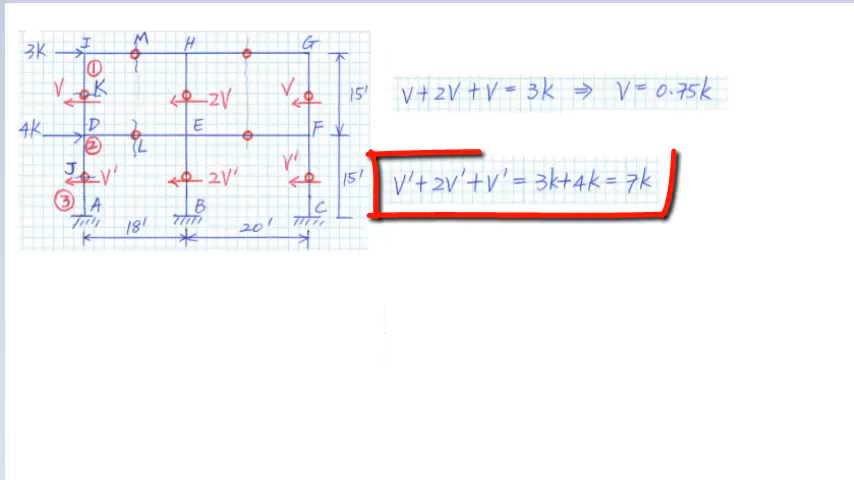 I M H G
3K
①
V K 2V V 15'
4K D E F
② L
J V' 2V' V' 15'
③ A B C
18' 20'
V+2V+V = 3k ⇒ V = 0.75k
V'+2V'+V' = 3k+4k = 7k